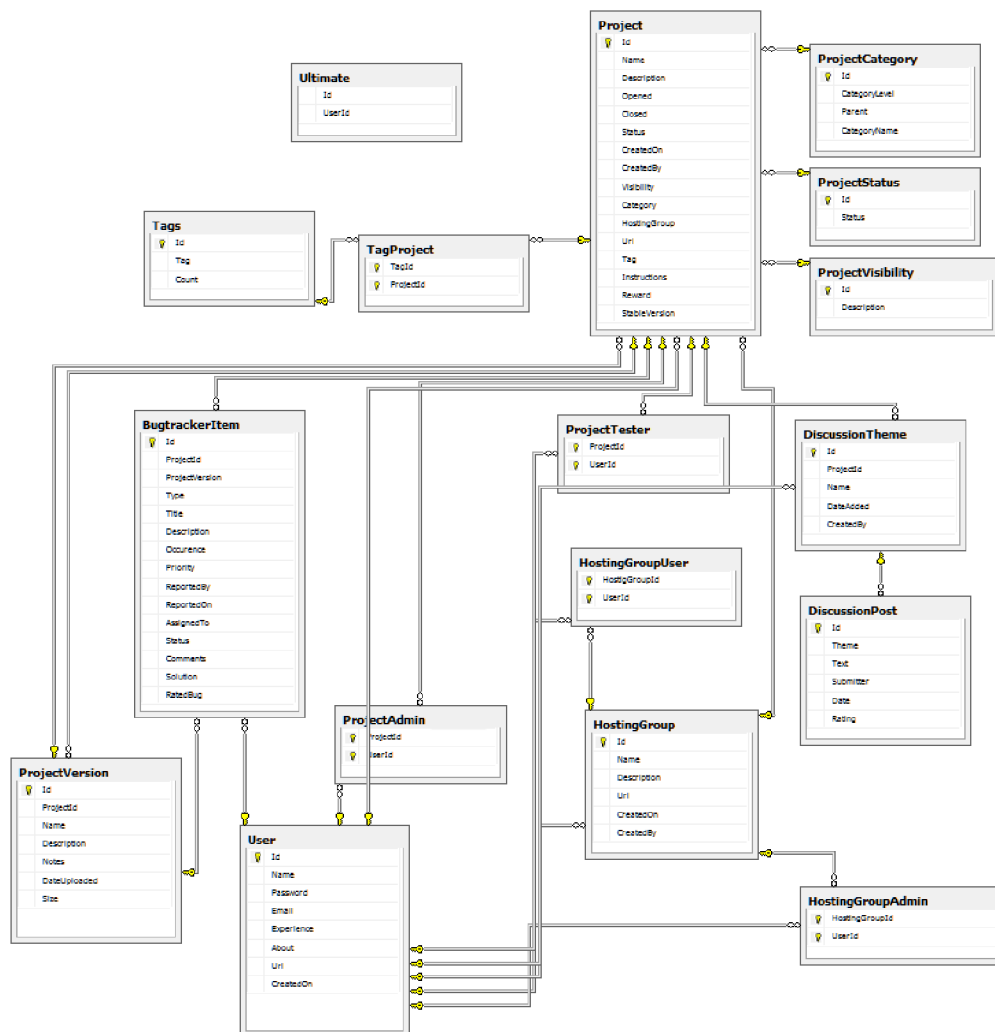 Project
Id
Name
Description
Opened
Closed
Status
CreatedOn
CreatedBy
Visibility
Category
HostingGroup
Url
Tag
Instructions
Reward
StableVersion
ProjectCategory
Id
CategoryLevel
Parent
CategoryName
Ultimate
Id
UserId
ProjectStatus
Id
Status
Tags
Id
Tag
Count
TagProject
TagId
ProjectId
ProjectVisibility
Id
Description
BugtrackerItem
Id
ProjectId
ProjectVersion
Type
Title
Description
Occurence
Priority
ReportedBy
ReportedOn
AssignedTo
Status
Comments
Solution
RatedBug
ProjectTester
ProjectId
UserId
DiscussionTheme
Id
ProjectId
Name
DateAdded
CreatedBy
HostingGroupUser
HostigGroupId
UserId
DiscussionPost
Id
Theme
Text
Submitter
Date
Rating
ProjectAdmin
ProjectId
UserId
HostingGroup
Id
Name
Description
Url
CreatedOn
CreatedBy
ProjectVersion
Id
ProjectId
Name
Description
Notes
DateUploaded
Size
User
Id
Name
Password
Email
Experience
About
Url
CreatedOn
HostingGroupAdmin
HostingGroupId
UserId